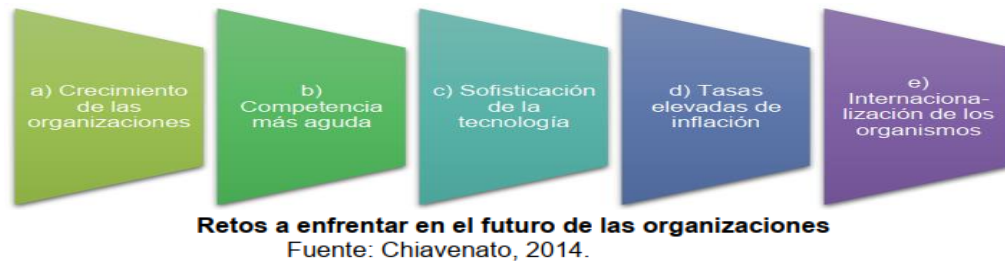 a) Crecimiento
de las
organizaciones
b)
Competencia
más aguda
c) Sofisticación
de la
tecnología
d) Tasas
elevadas de
inflación
e)
Internaciona-
lización de los
organismos
Retos a enfrentar en el futuro de las organizaciones
Fuente: Chiavenato, 2014.